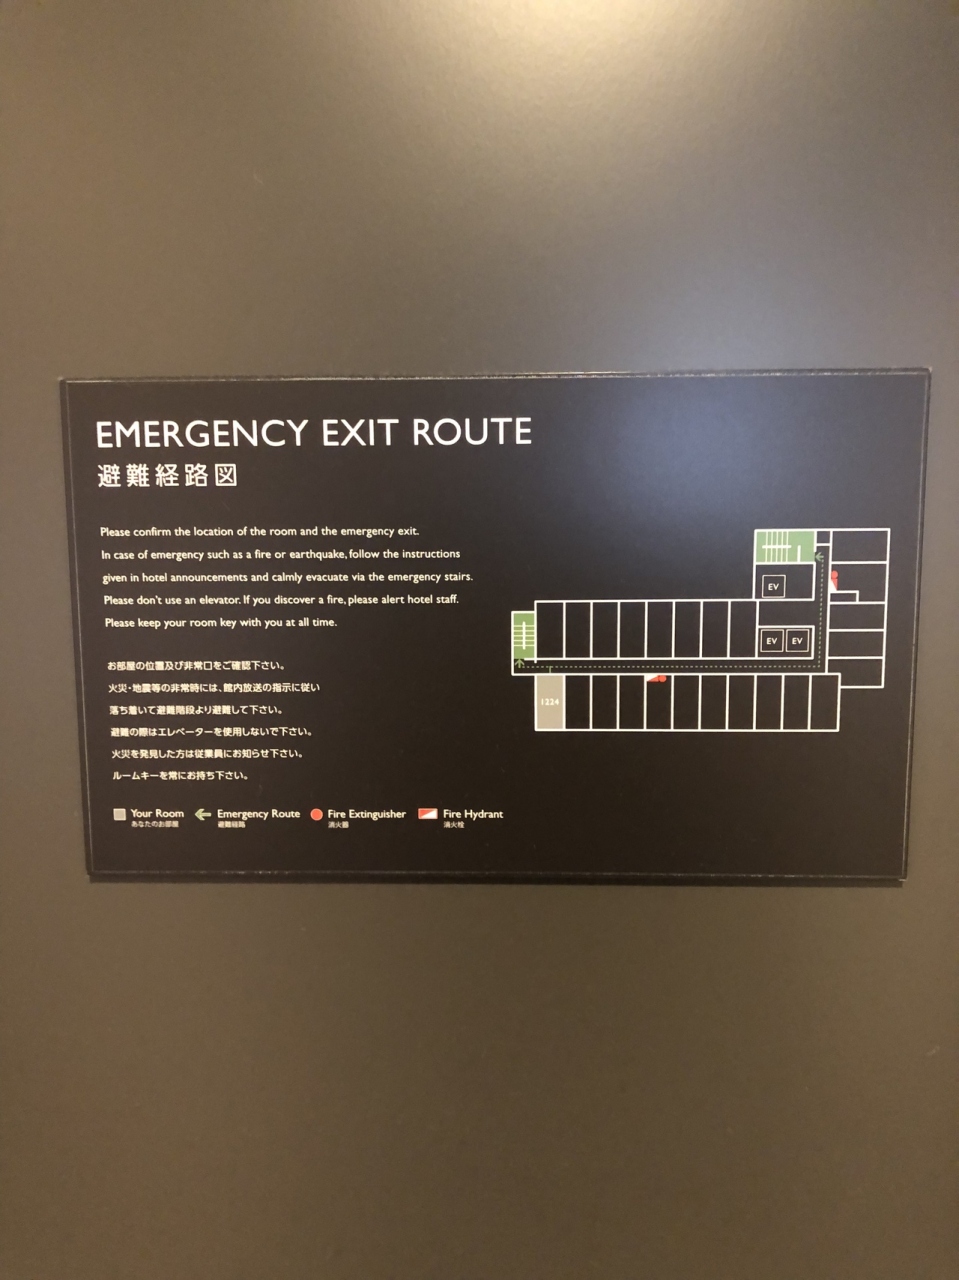 EMERGENCY EXIT ROUTE
避難経路図
Please confirm the location of the room and the emergency exit.
In case of emergency such as a fire or earthquake, follow the instructions
given in hotel announcements and calmly evacuate via the emergency stairs.
Please don't use an elevator. If you discover a fire, please alert hotel staff.
Please keep your room key with you at all time.
お部屋の位置及び非常口をご確認下さい。
火災・地震等の非常時には、館内放送の指示に従い
落ち着いて避難階段より避難して下さい。
避難の際はエレベーターを使用しないで下さい。
火災を発見した方は従業員にお知らせ下さい。
ルームキーを常にお持ち下さい。
Your Room
あなたのお部屋
Emergency Route
避難経路
Fire Extinguisher
消火器
Fire Hydrant
消火栓
EV
EV EV
1224